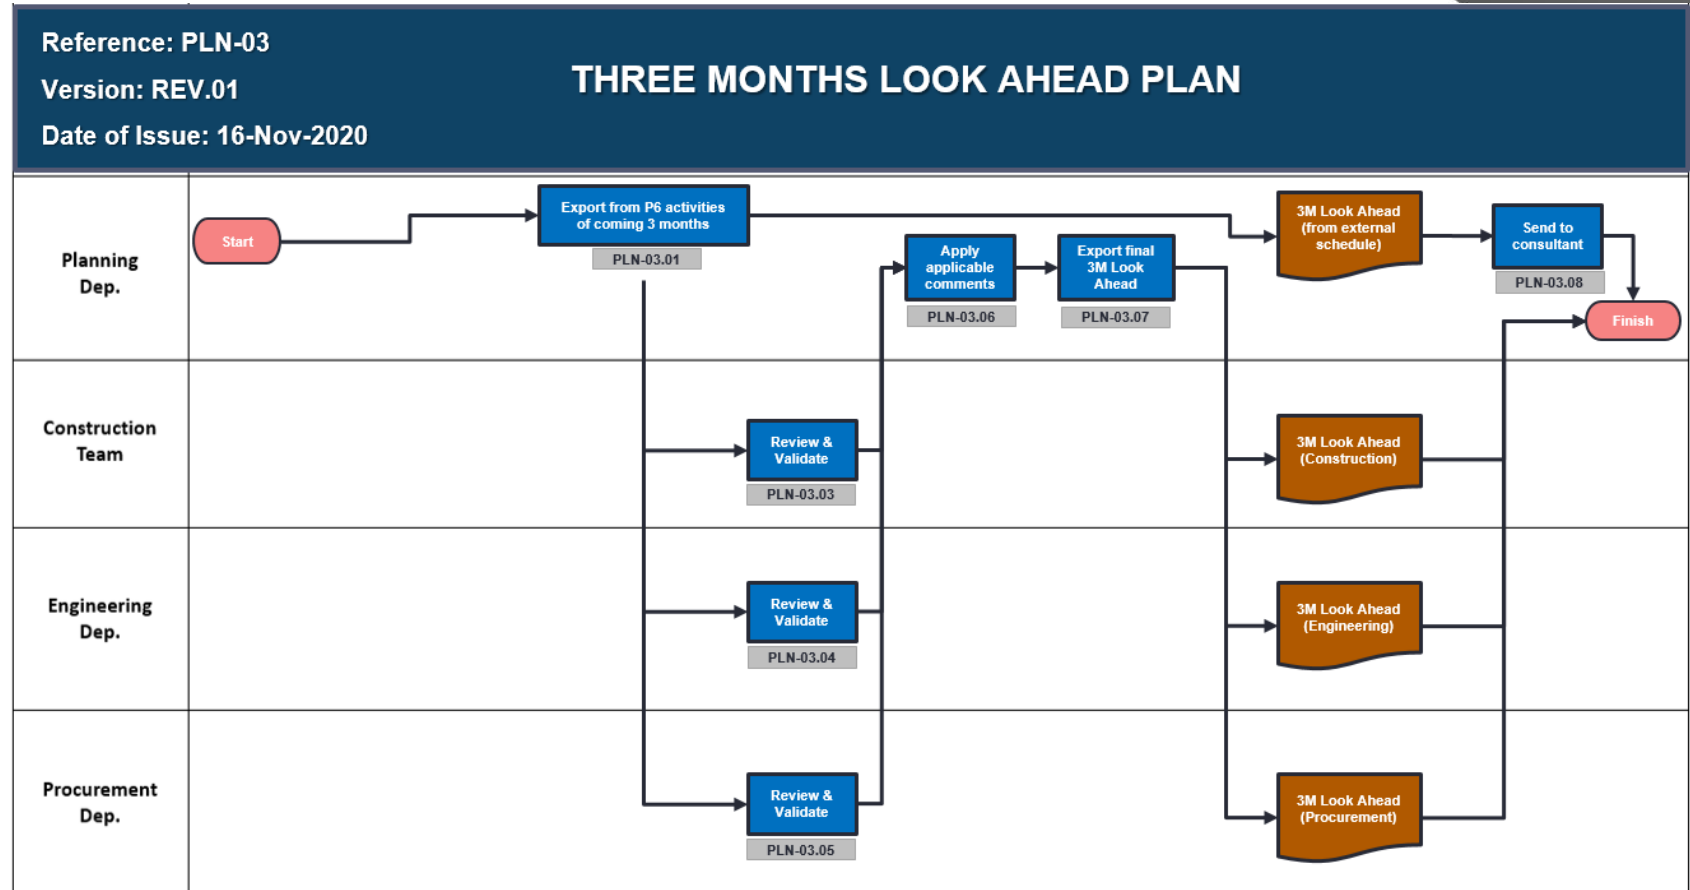 Reference: PLN-03
Version: REV.01
Date of Issue: 16-Nov-2020
THREE MONTHS LOOK AHEAD PLAN
Planning
Dep.
Start
Export from P6 activities
of coming 3 months
PLN-03.01
Apply
applicable
comments
PLN-03.06
Export final
3M Look
Ahead
PLN-03.07
3M Look Ahead
(from external
schedule)
Send to
consultant
PLN-03.08
Finish
Construction
Team
Review &
Validate
PLN-03.03
3M Look Ahead
(Construction)
Engineering
Dep.
Review &
Validate
PLN-03.04
3M Look Ahead
(Engineering)
Procurement
Dep.
Review &
Validate
PLN-03.05
3M Look Ahead
(Procurement)